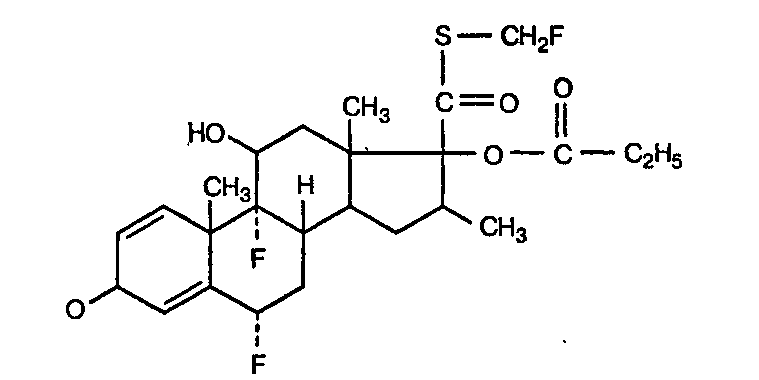 S — CH₂F
O
CH₃ C=O
HO O — C — C₂H₅
CH₃ H
CH₃
F
O
F